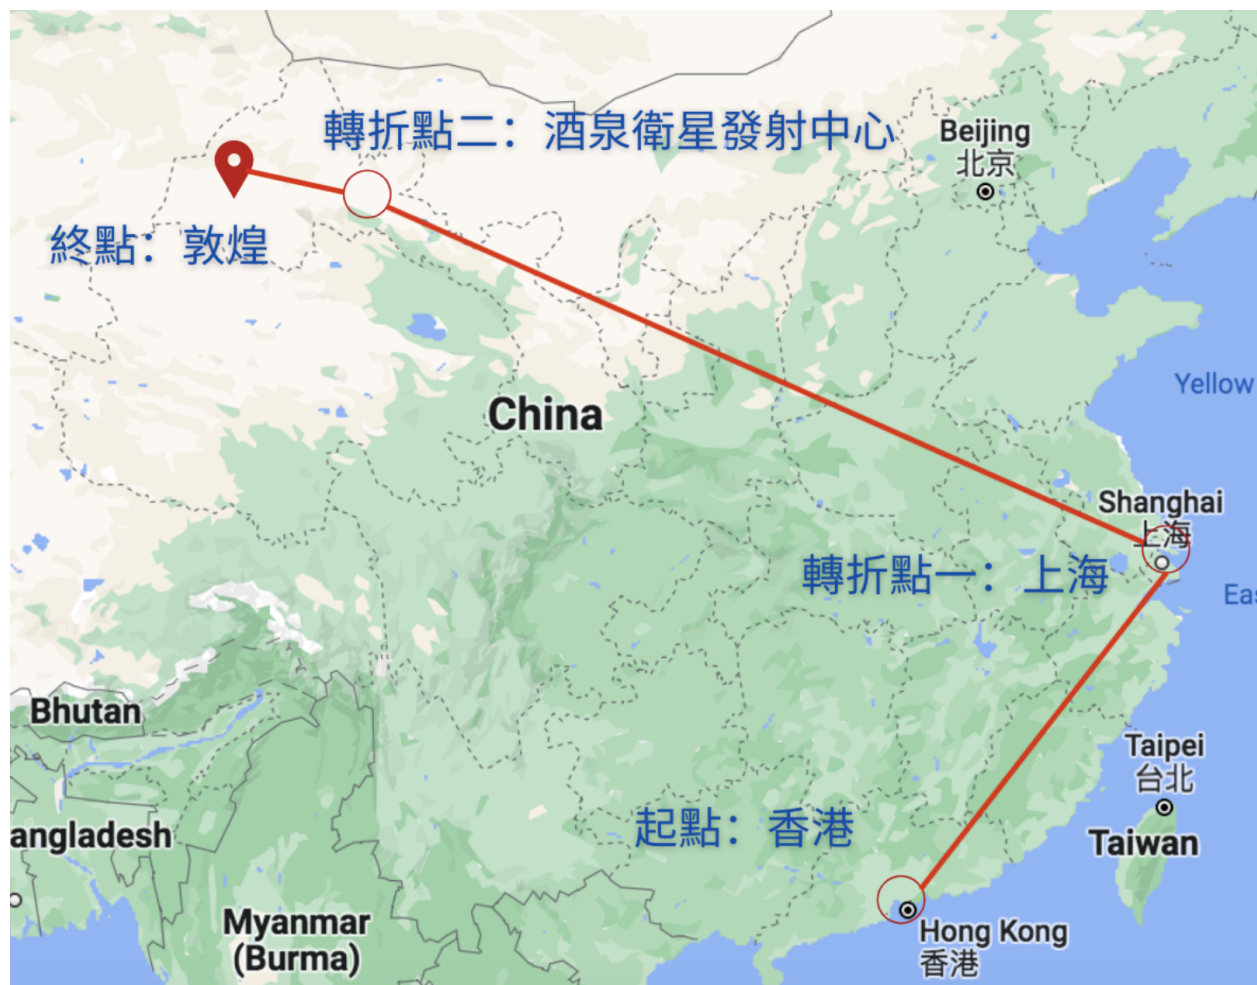 轉折點二：酒泉衛星發射中心
Beijing
北京
終點：敦煌
Yellow
China
Shanghai
上海
轉折點一：上海
Eas
Bhutan
Taipei
台北
起點：香港
angladesh
Taiwan
Myanmar
(Burma)
Hong Kong
香港